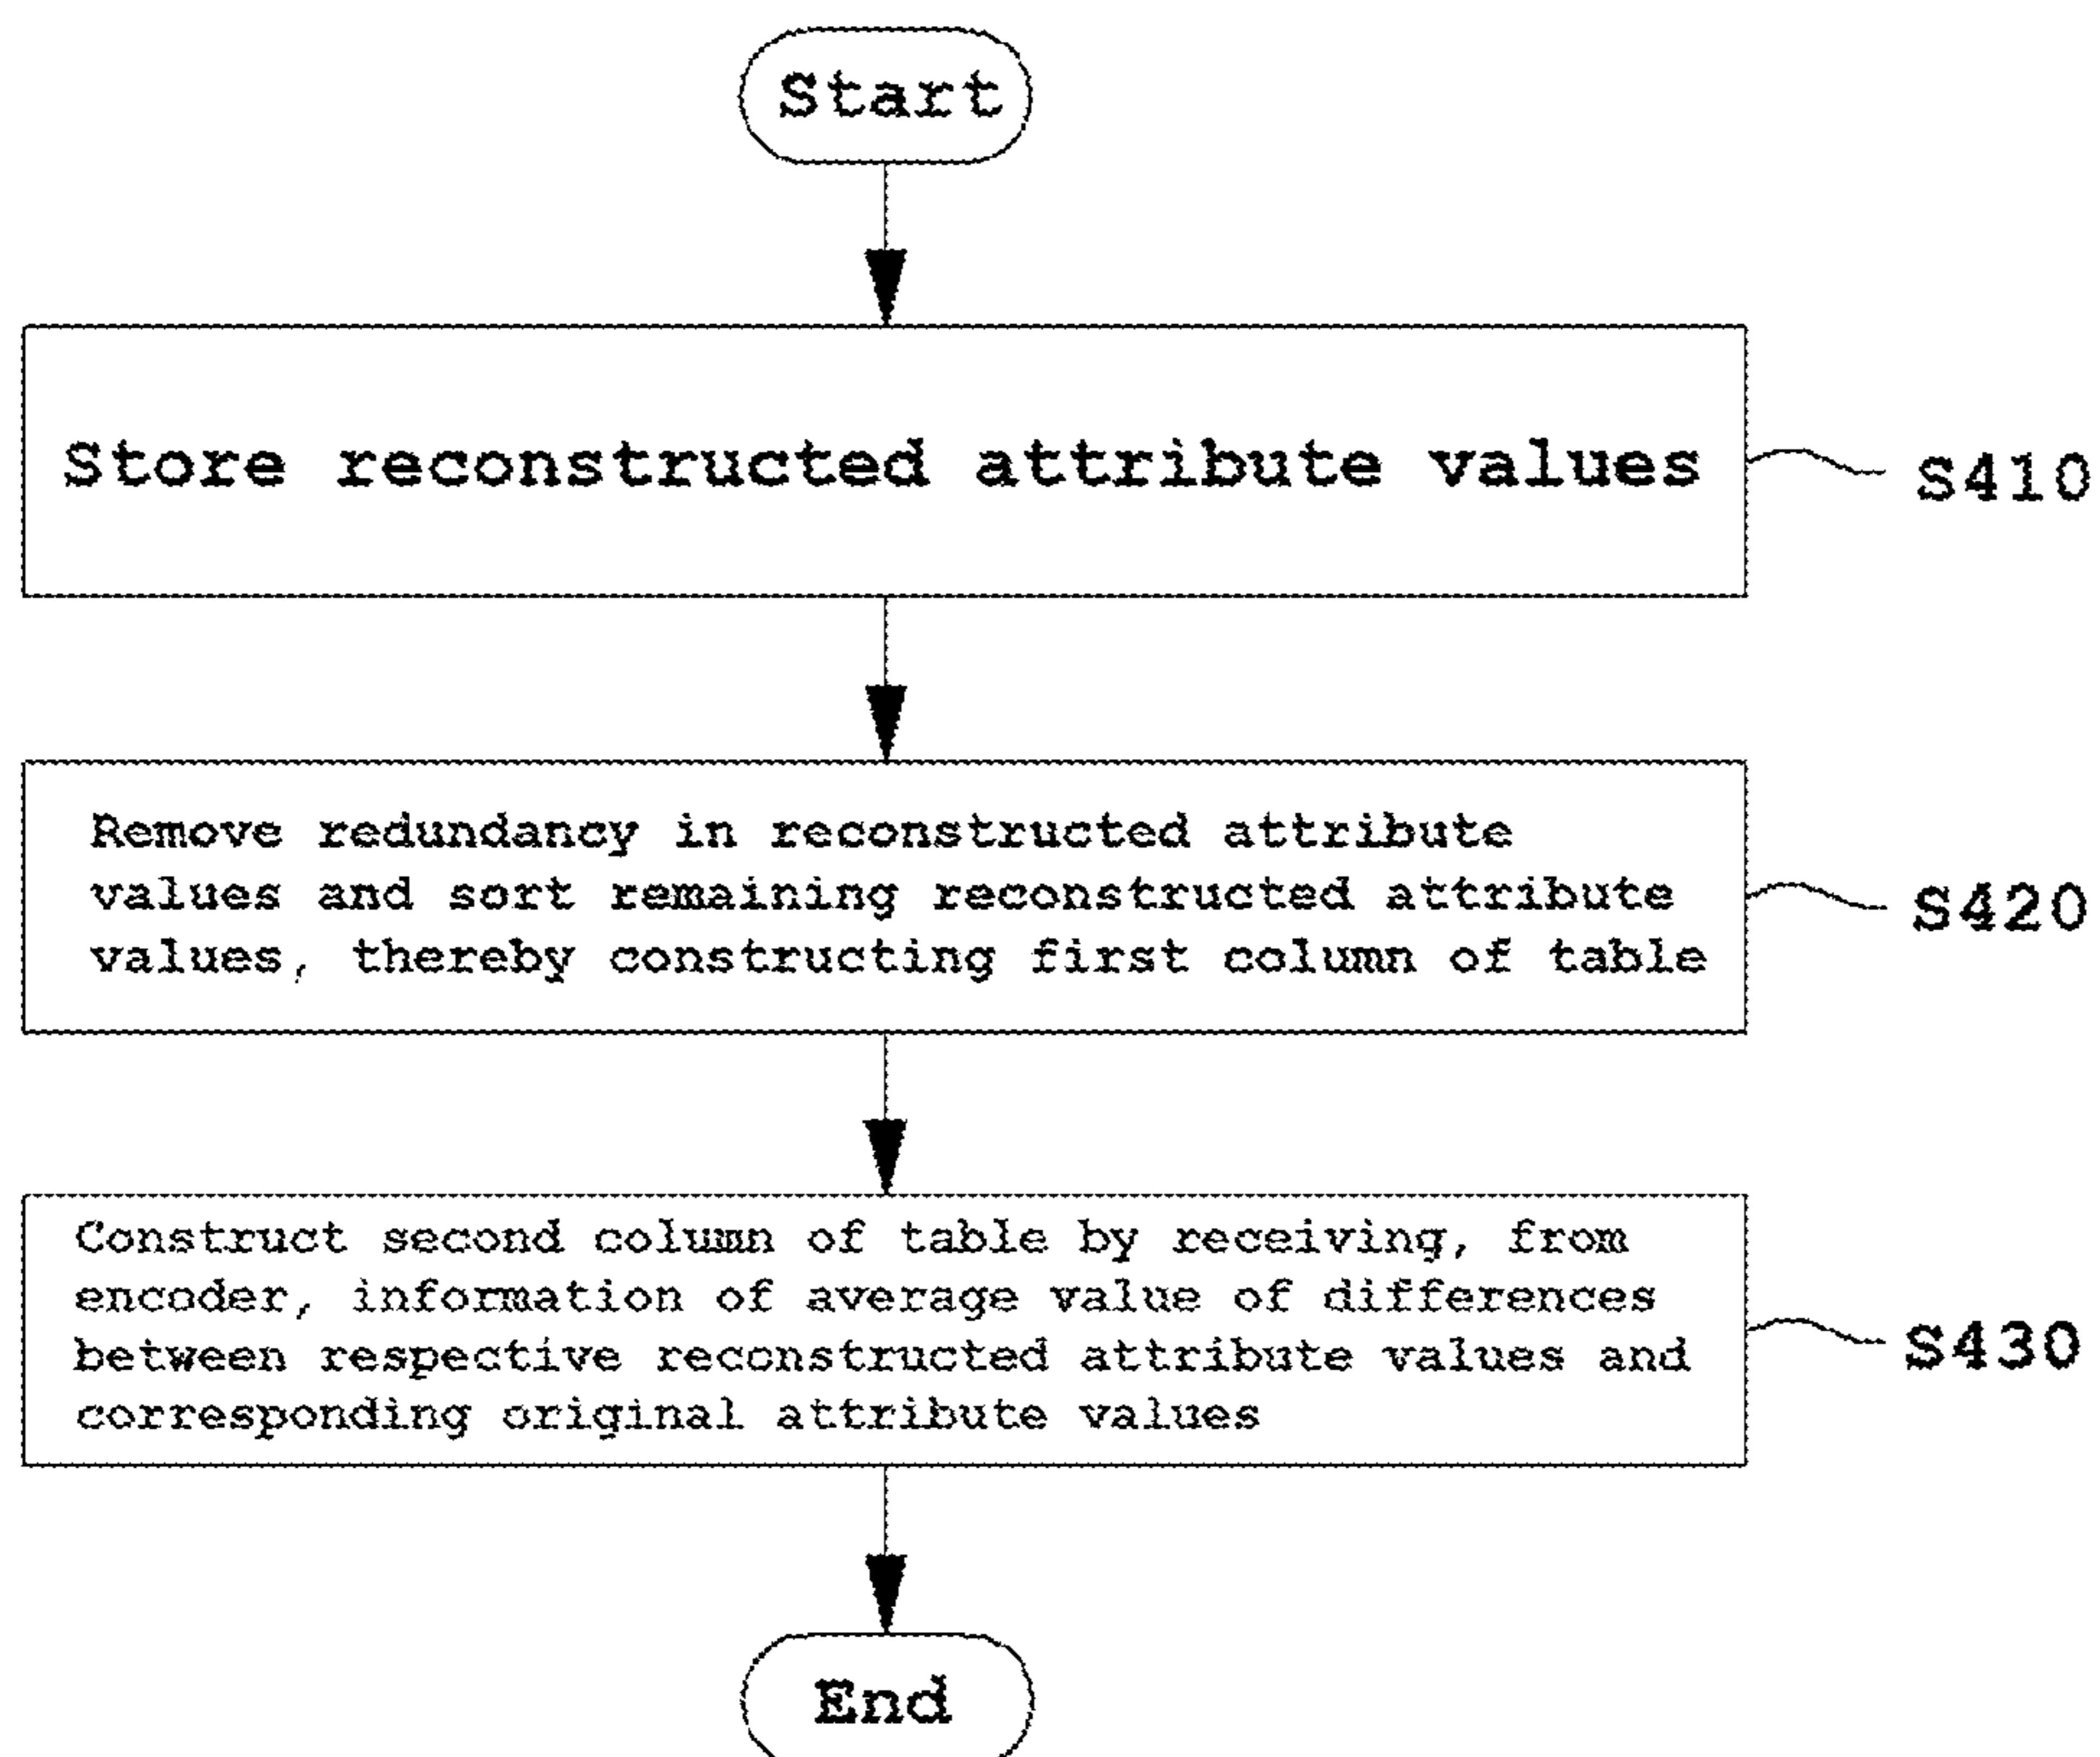 Start
Store reconstructed attribute values
S410
Remove redundancy in reconstructed attribute
values and sort remaining reconstructed attribute
values, thereby constructing first column of table
S420
Construct second column of table by receiving, from
encoder, information of average value of differences
between respective reconstructed attribute values and
corresponding original attribute values
S430
End